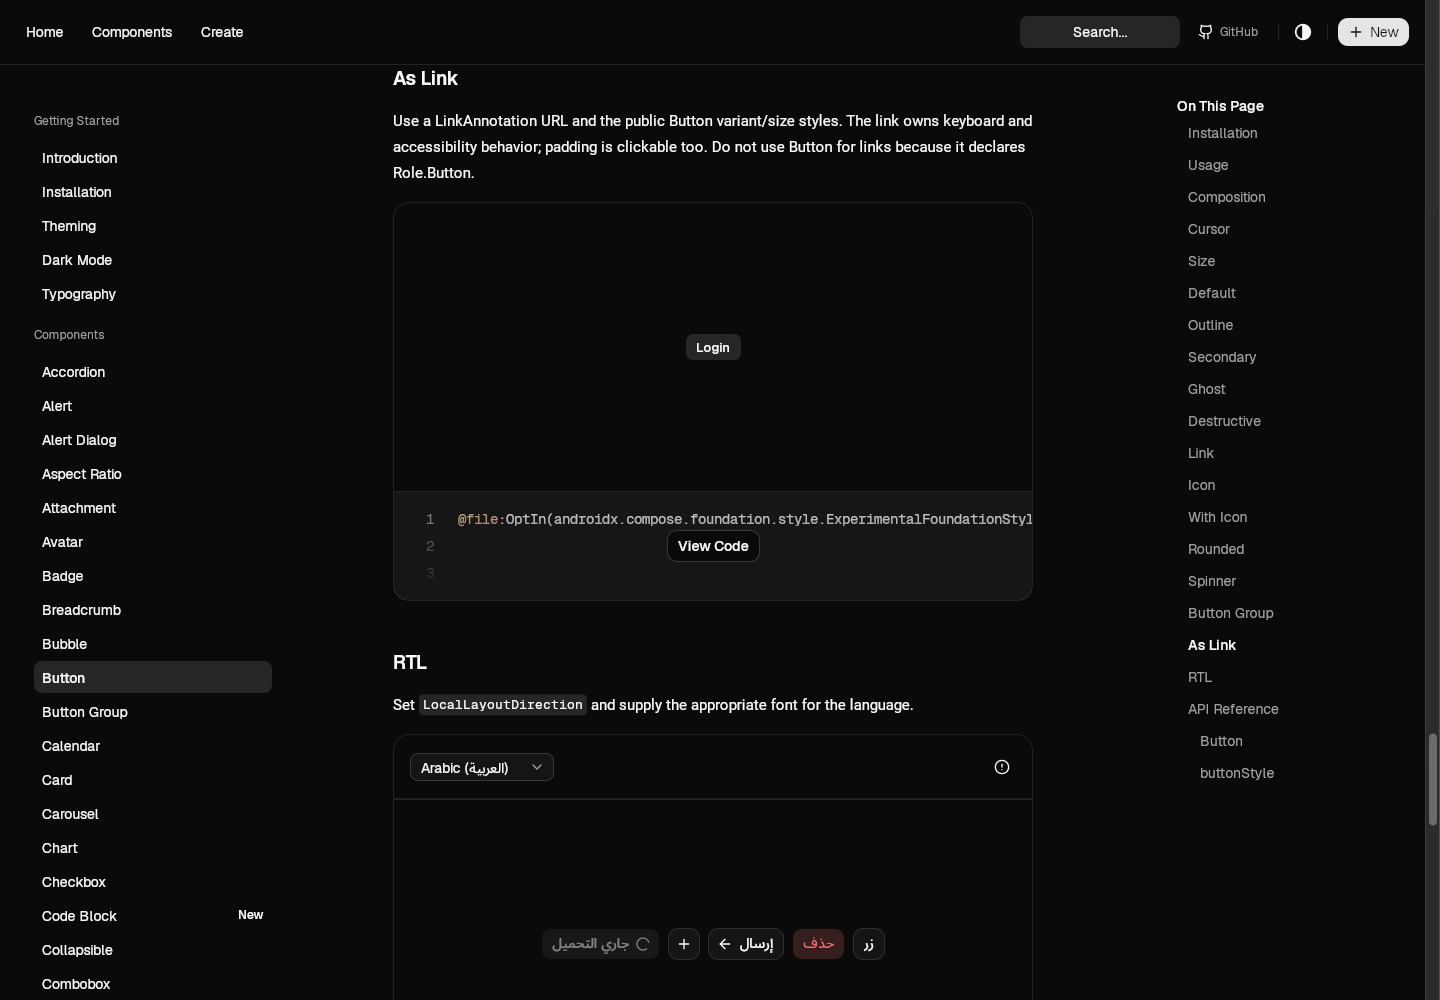 Home
Components
Create
Search...
GitHub
New
Getting Started
Introduction
Installation
Theming
Dark Mode
Typography
Components
Accordion
Alert
Alert Dialog
Aspect Ratio
Attachment
Avatar
Badge
Breadcrumb
Bubble
Button
Button Group
Calendar
Card
Carousel
Chart
Checkbox
Code Block
New
Collapsible
Combobox
As Link
Use a LinkAnnotation URL and the public Button variant/size styles. The link owns keyboard and
accessibility behavior; padding is clickable too. Do not use Button for links because it declares
Role.Button.
Login
1 @file:OptIn(androidx.compose.foundation.style.ExperimentalFoundationStyl
2
3
View Code
RTL
Set LocalLayoutDirection and supply the appropriate font for the language.
Arabic (العربية)
زر
حذف
إرسال
جاري التحميل
On This Page
Installation
Usage
Composition
Cursor
Size
Default
Outline
Secondary
Ghost
Destructive
Link
Icon
With Icon
Rounded
Spinner
Button Group
As Link
RTL
API Reference
Button
buttonStyle